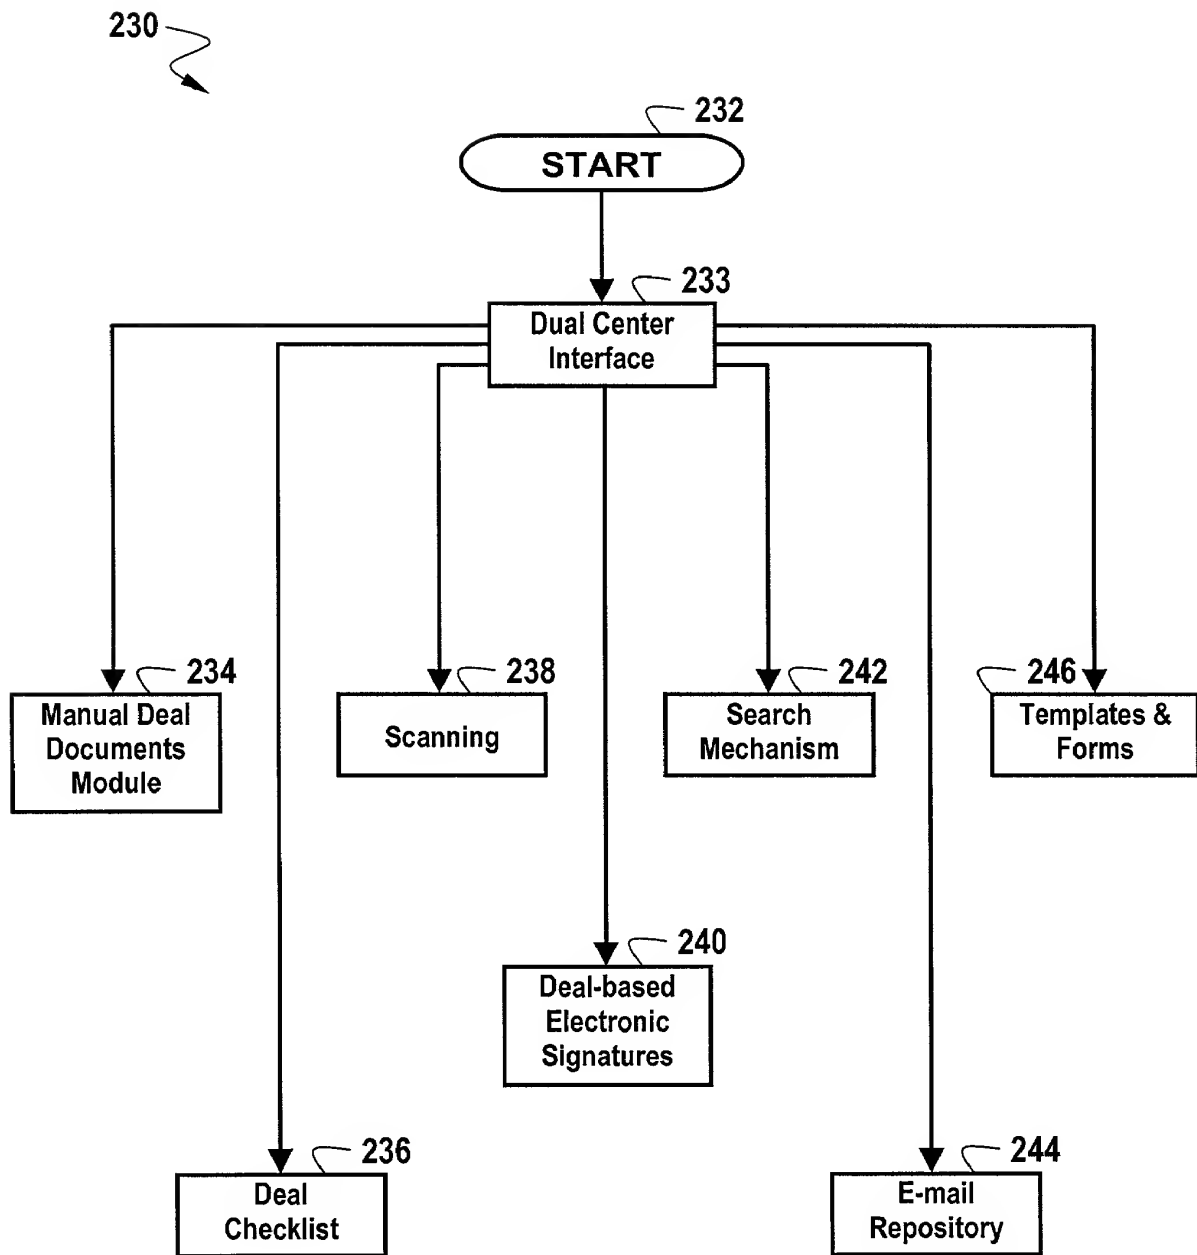 230
232
START
233
Dual Center
Interface
234
Manual Deal
Documents
Module
238
Scanning
242
Search
Mechanism
246
Templates &
Forms
240
Deal-based
Electronic
Signatures
236
Deal
Checklist
244
E-mail
Repository